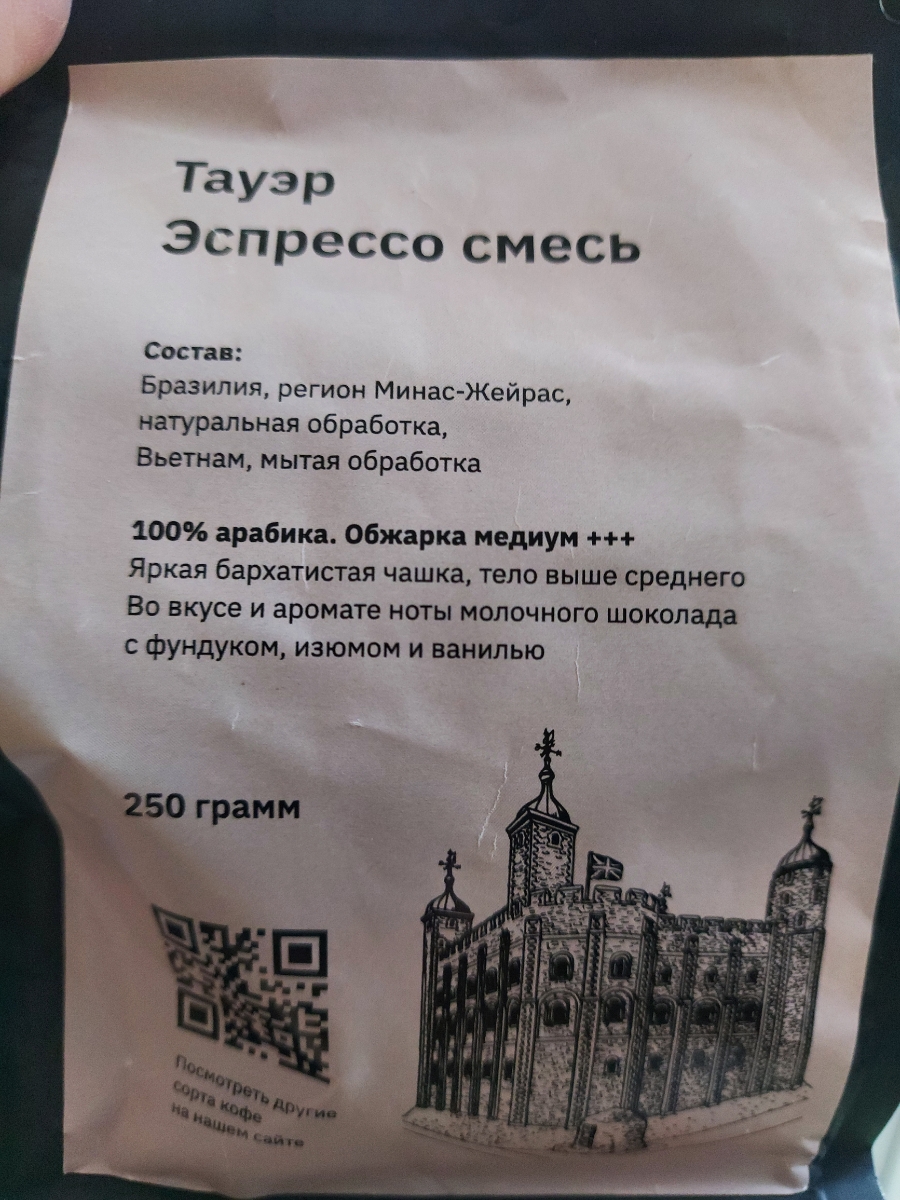 Тауэр
Эспрессо смесь
Состав:
Бразилия, регион Минас-Жейрас,
натуральная обработка,
Вьетнам, мытая обработка
100% арабика. Обжарка медиум +++
Яркая бархатистая чашка, тело выше среднего
Во вкусе и аромате ноты молочного шоколада
с фундуком, изюмом и ванилью
250 грамм
Посмотреть другие
сорта кофе
на нашем сайте